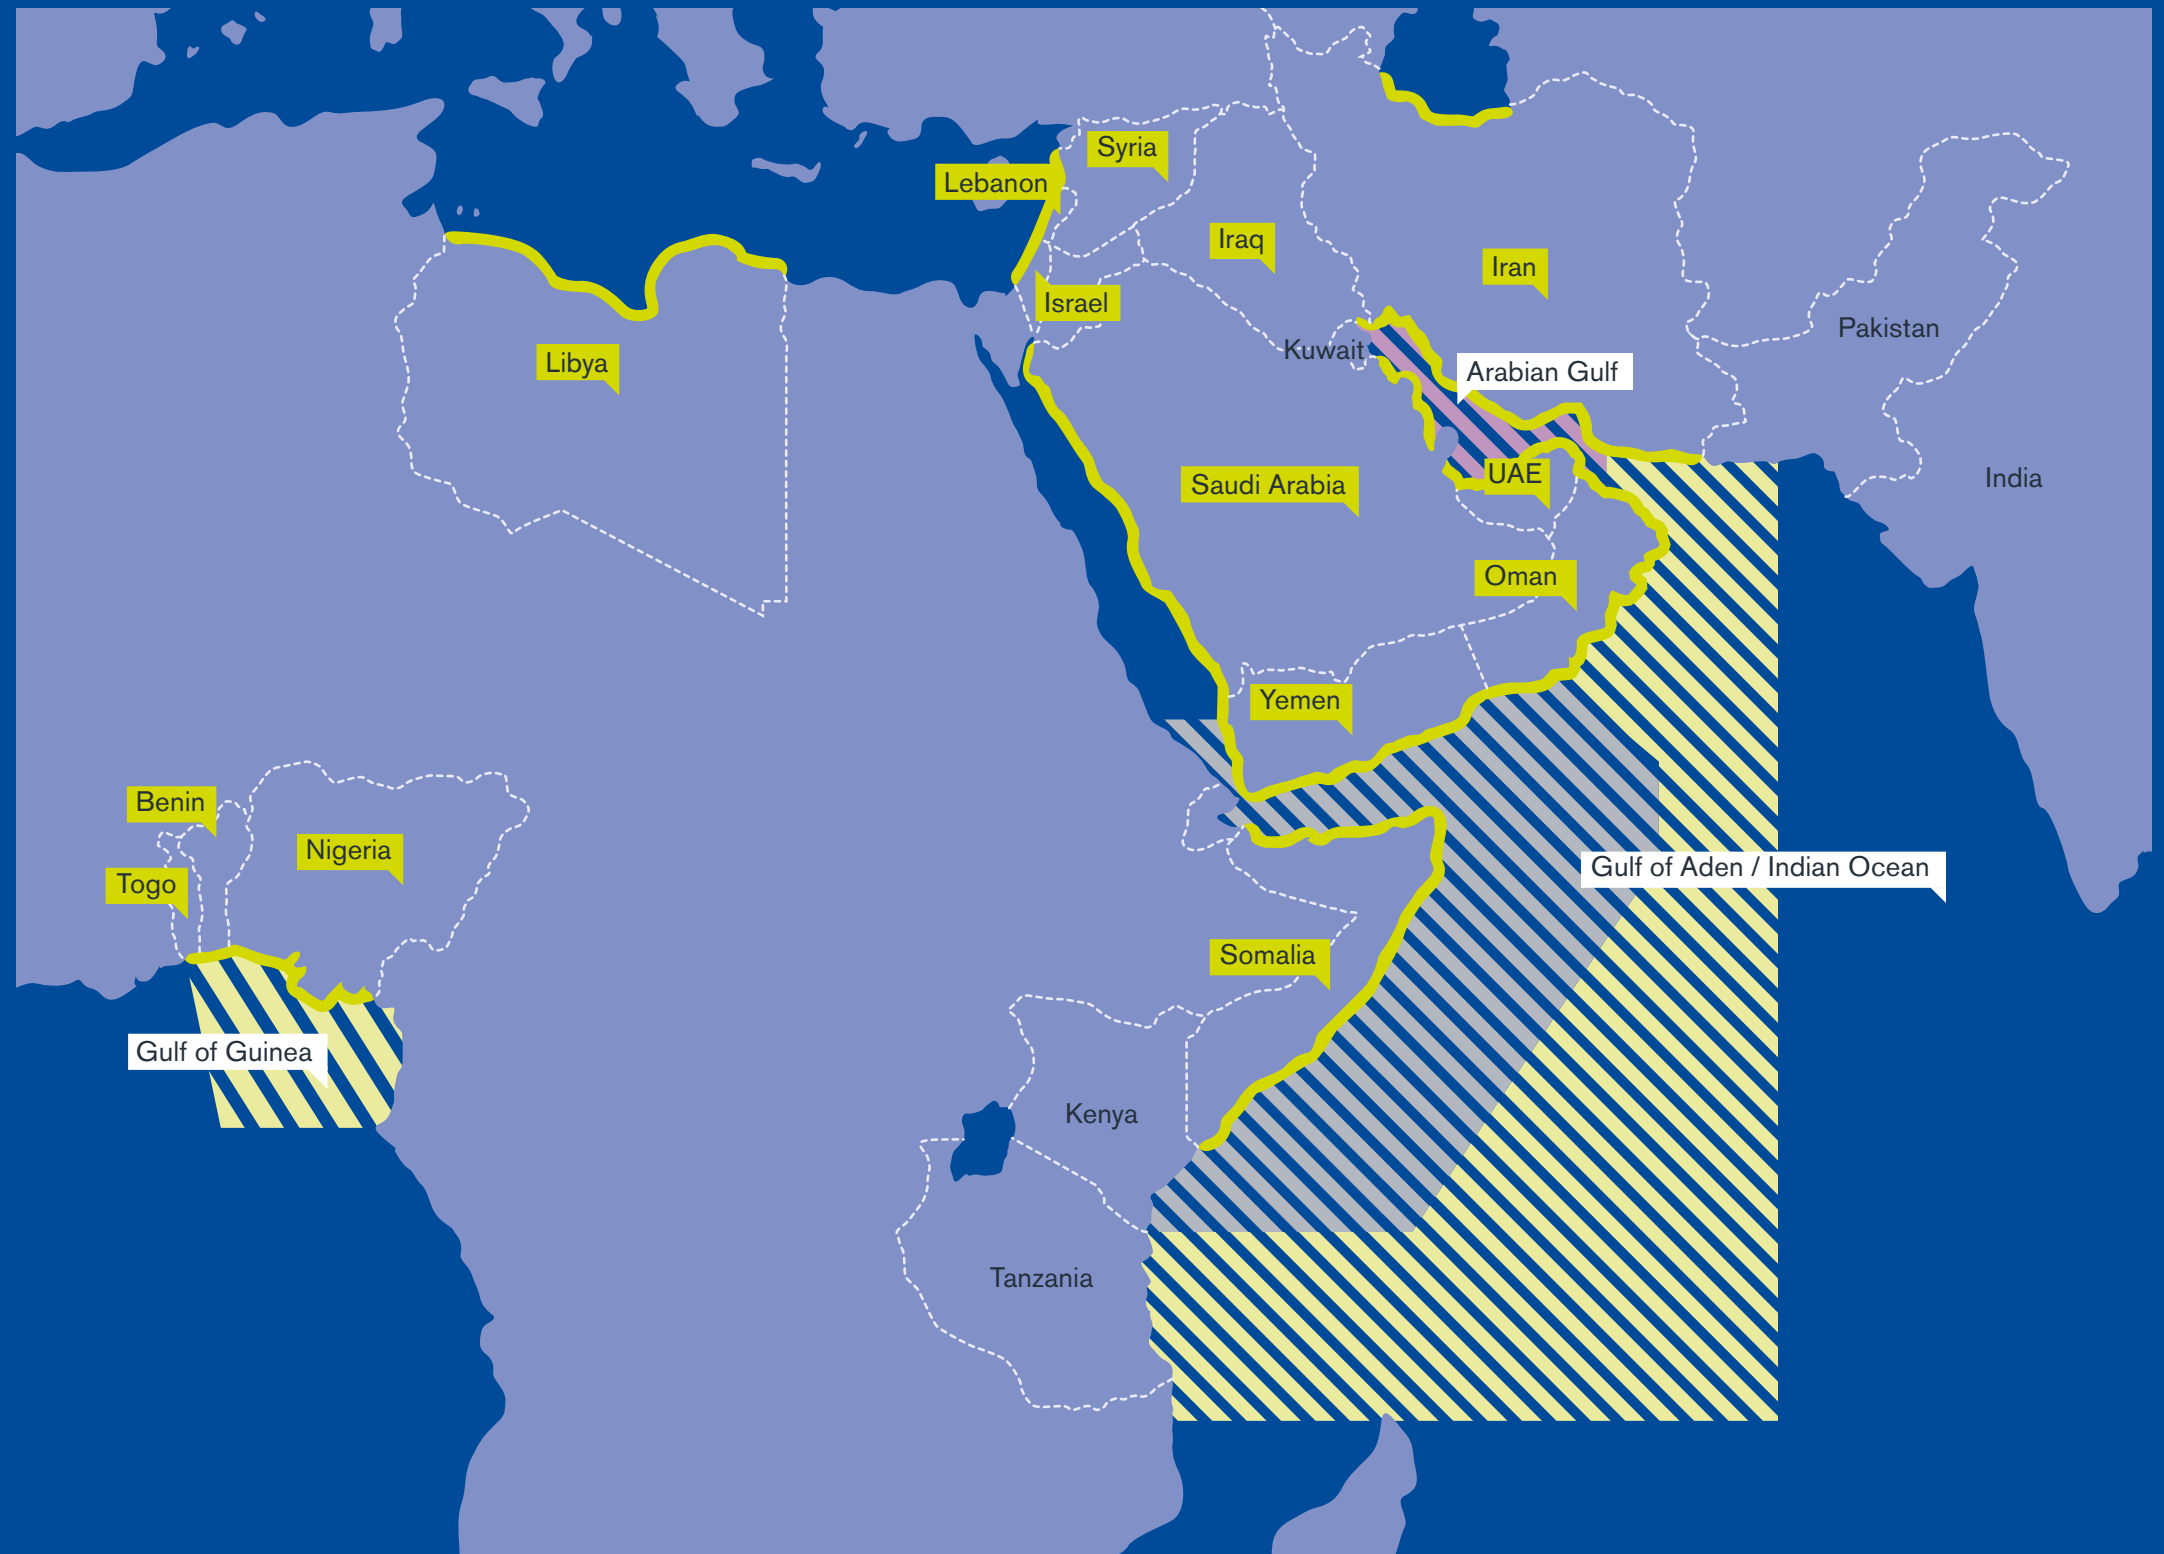 Syria
Lebanon
Iraq
Iran
Israel
Pakistan
Kuwait
Libya
Arabian Gulf
UAE
Saudi Arabia
India
Oman
Yemen
Benin
Nigeria
Togo
Gulf of Aden / Indian Ocean
Somalia
Gulf of Guinea
Kenya
Tanzania